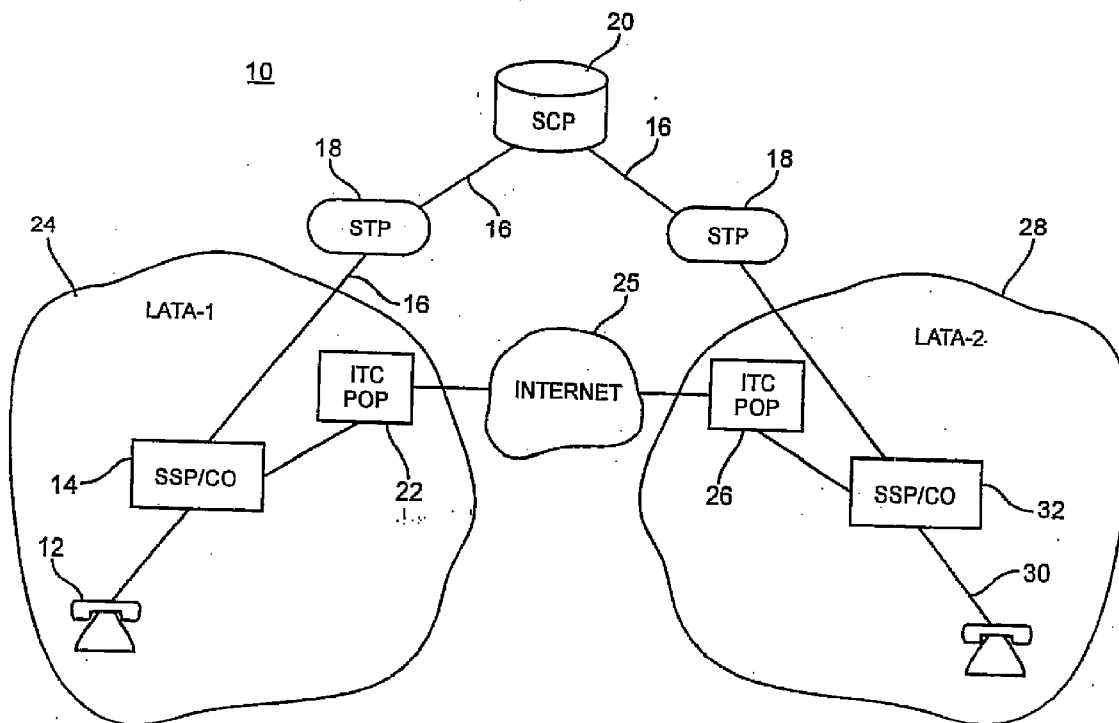 20
10
SCP
16
18
16
18
STP
STP
24
28
16
25
LATA-1
LATA-2
ITC
POP
INTERNET
ITC
POP
14
SSP/CO
22
26
SSP/CO
32
12
30